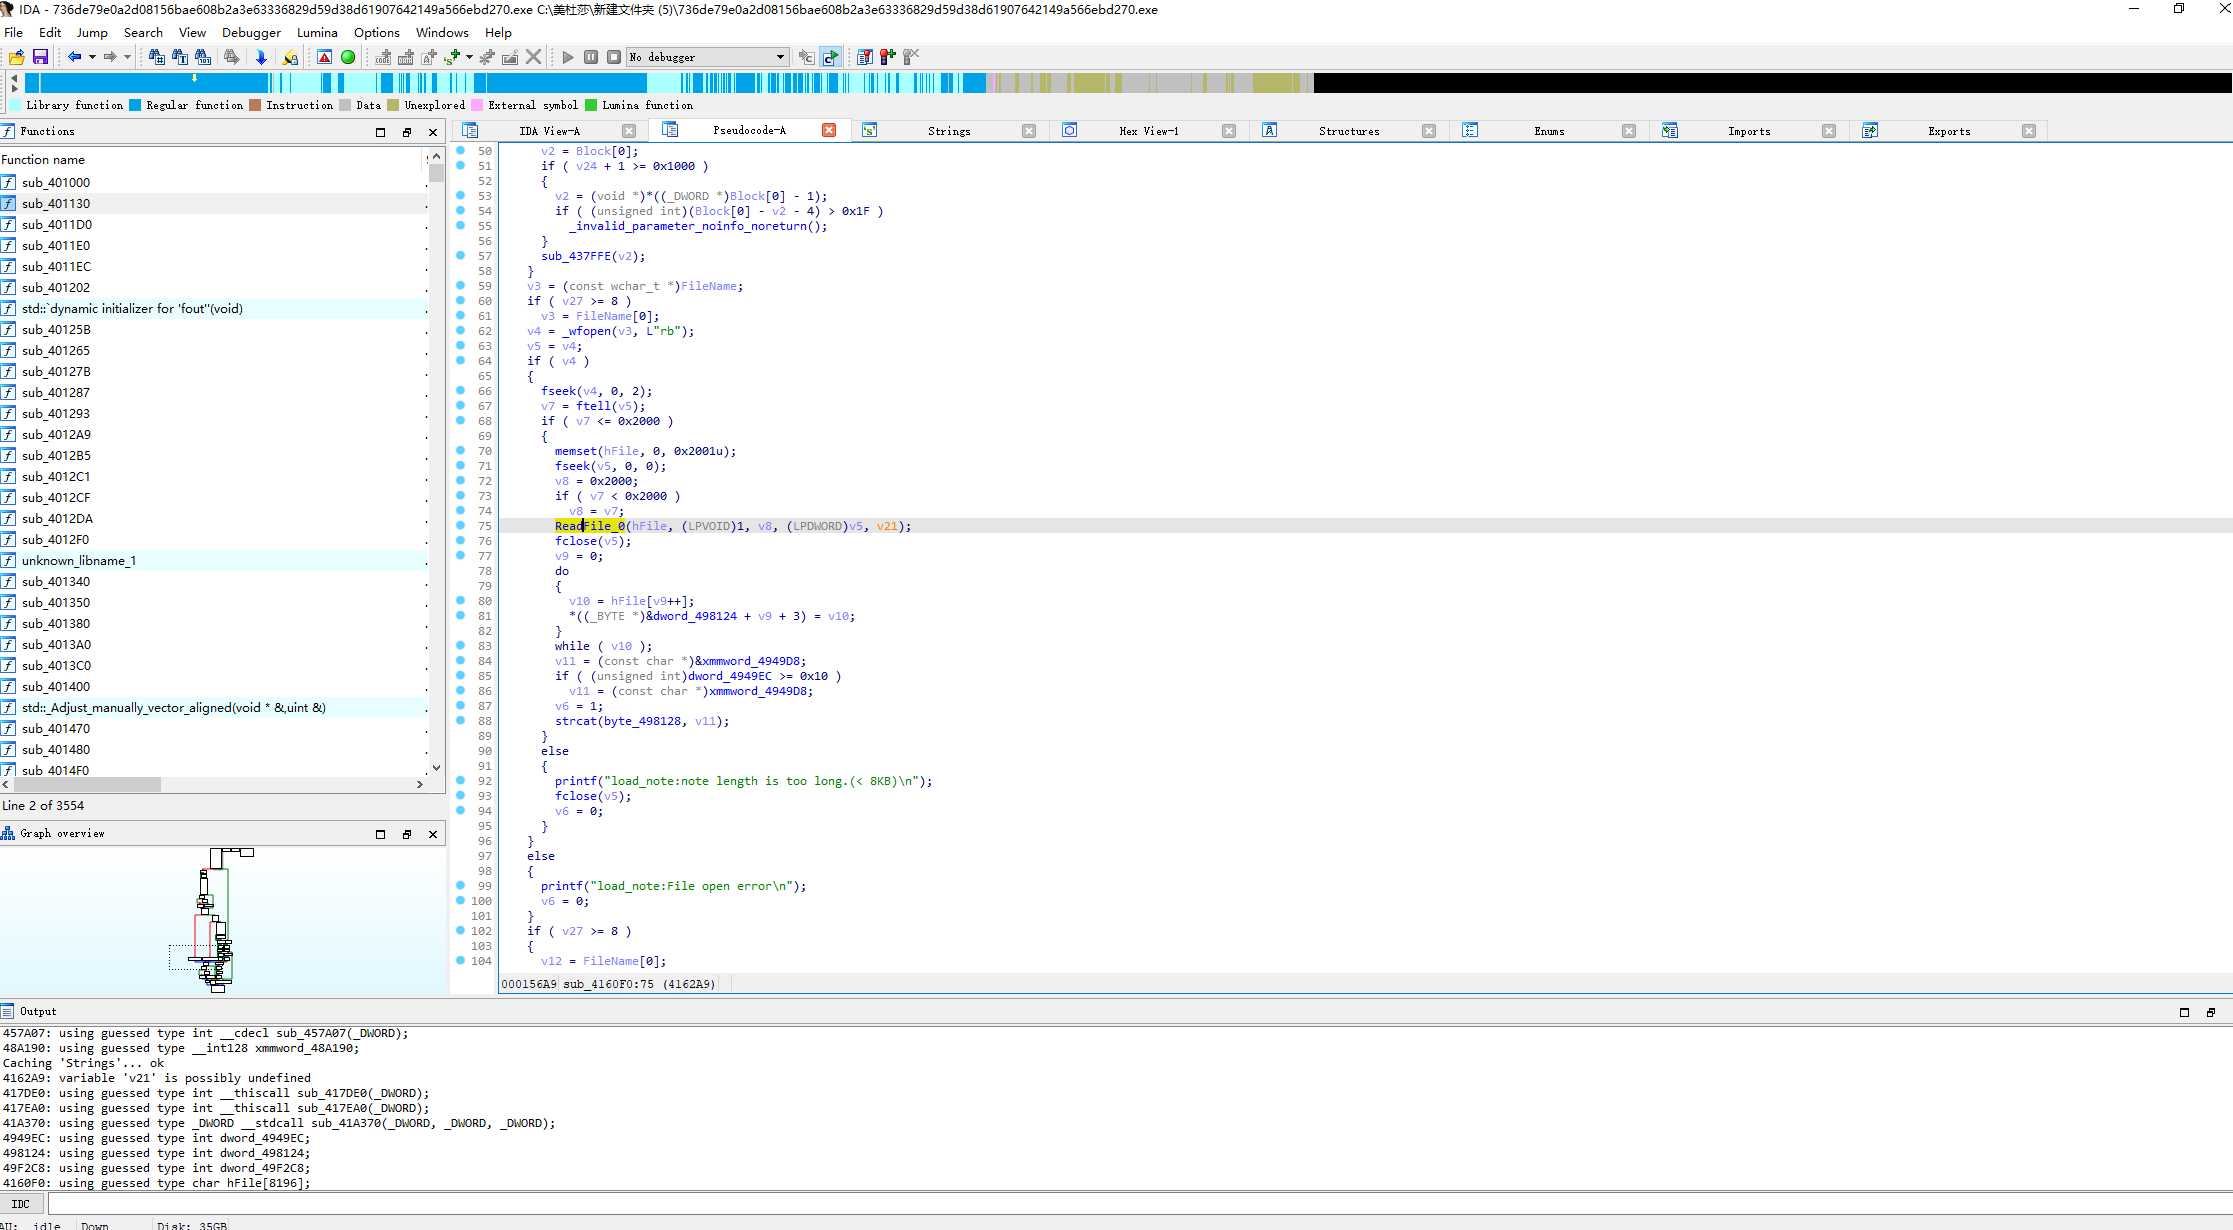 IDA - 736de79e0a2d08156bae608b2a3e63336829d59d38d61907642149a566ebd270.exe C:\美杜莎\新建文件夹 (5)\736de79e0a2d08156bae608b2a3e63336829d59d38d61907642149a566ebd270.exe
File Edit Jump Search View Debugger Lumina Options Windows Help
No debugger
Library function Regular function Instruction Data Unexplored External symbol Lumina function
Functions
IDA View-A Pseudocode-A Strings Hex View-1 Structures Enums Imports Exports
Function name
sub_401000
sub_401130
sub_4011D0
sub_4011E0
sub_4011EC
sub_401202
std::`dynamic initializer for 'fout''(void)
sub_40125B
sub_401265
sub_40127B
sub_401287
sub_401293
sub_4012A9
sub_4012B5
sub_4012C1
sub_4012CF
sub_4012DA
sub_4012F0
unknown_libname_1
sub_401340
sub_401350
sub_401380
sub_4013A0
sub_4013C0
sub_401400
std::_Adjust_manually_vector_aligned(void * &,uint &)
sub_401470
sub_401480
sub_4014F0
Line 2 of 3554
Graph overview
50 v2 = Block[0];
51 if ( v24 + 1 >= 0x1000 )
52 {
53 v2 = (void *)*((_DWORD *)Block[0] - 1);
54 if ( (unsigned int)(Block[0] - v2 - 4) > 0x1F )
55 _invalid_parameter_noinfo_noreturn();
56 }
57 sub_437FFE(v2);
58 }
59 v3 = (const wchar_t *)FileName;
60 if ( v27 >= 8 )
61 v3 = FileName[0];
62 v4 = _wfopen(v3, L"rb");
63 v5 = v4;
64 if ( v4 )
65 {
66 fseek(v4, 0, 2);
67 v7 = ftell(v5);
68 if ( v7 <= 0x2000 )
69 {
70 memset(hFile, 0, 0x2001u);
71 fseek(v5, 0, 0);
72 v8 = 0x2000;
73 if ( v7 < 0x2000 )
74 v8 = v7;
75 ReadFile_0(hFile, (LPVOID)1, v8, (LPDWORD)v5, v21);
76 fclose(v5);
77 v9 = 0;
78 do
79 {
80 v10 = hFile[v9++];
81 *((_BYTE *)&dword_498124 + v9 + 3) = v10;
82 }
83 while ( v10 );
84 v11 = (const char *)&xmmword_4949D8;
85 if ( (unsigned int)dword_4949EC >= 0x10 )
86 v11 = (const char *)xmmword_4949D8;
87 v6 = 1;
88 strcat(byte_498128, v11);
89 }
90 else
91 {
92 printf("load_note:note length is too long.(< 8KB)\n");
93 fclose(v5);
94 v6 = 0;
95 }
96 }
97 else
98 {
99 printf("load_note:File open error\n");
100 v6 = 0;
101 }
102 if ( v27 >= 8 )
103 {
104 v12 = FileName[0];
000156A9 sub_4160F0:75 (4162A9)
Output
457A07: using guessed type int __cdecl sub_457A07(_DWORD);
48A190: using guessed type __int128 xmmword_48A190;
Caching 'Strings'... ok
4162A9: variable 'v21' is possibly undefined
417DE0: using guessed type int __thiscall sub_417DE0(_DWORD);
417EA0: using guessed type int __thiscall sub_417EA0(_DWORD);
41A370: using guessed type _DWORD __stdcall sub_41A370(_DWORD, _DWORD, _DWORD);
4949EC: using guessed type int dword_4949EC;
498124: using guessed type int dword_498124;
49F2C8: using guessed type int dword_49F2C8;
4160F0: using guessed type char hFile[8196];
IDC
AU: idle Down Disk: 35GB